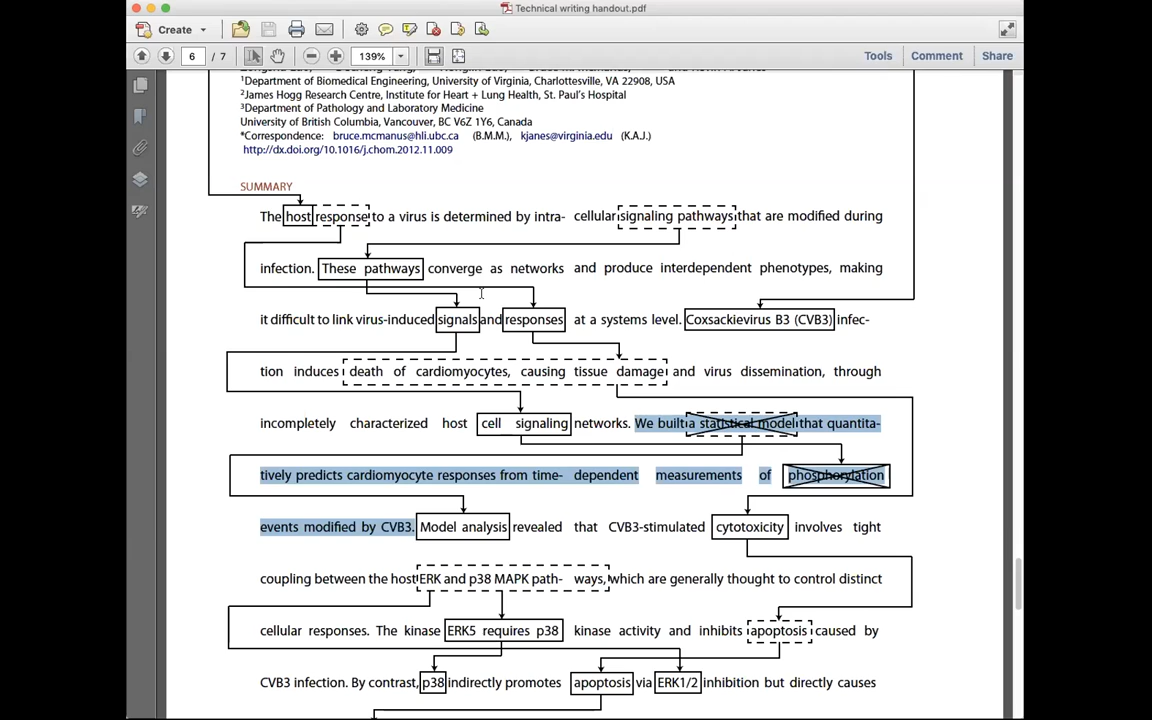 Technical writing handout.pdf
Create
6 / 7
139%
Tools Comment Share
¹Department of Biomedical Engineering, University of Virginia, Charlottesville, VA 22908, USA
²James Hogg Research Centre, Institute for Heart + Lung Health, St. Paul's Hospital
³Department of Pathology and Laboratory Medicine
University of British Columbia, Vancouver, BC V6Z 1Y6, Canada
*Correspondence: bruce.mcmanus@hli.ubc.ca (B.M.M.), kjanes@virginia.edu (K.A.J.)
http://dx.doi.org/10.1016/j.chom.2012.11.009
SUMMARY
The host response to a virus is determined by intra- cellular signaling pathways that are modified during
infection. These pathways converge as networks and produce interdependent phenotypes, making
it difficult to link virus-induced signals and responses at a systems level. Coxsackievirus B3 (CVB3) infec-
tion induces death of cardiomyocytes, causing tissue damage and virus dissemination, through
incompletely characterized host cell signaling networks. We built a statistical model that quantita-
tively predicts cardiomyocyte responses from time- dependent measurements of phosphorylation
events modified by CVB3. Model analysis revealed that CVB3-stimulated cytotoxicity involves tight
coupling between the host ERK and p38 MAPK path- ways, which are generally thought to control distinct
cellular responses. The kinase ERK5 requires p38 kinase activity and inhibits apoptosis caused by
CVB3 infection. By contrast, p38 indirectly promotes apoptosis via ERK1/2 inhibition but directly causes